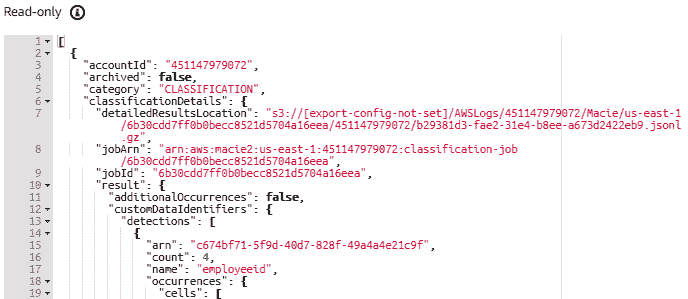 Read-only
1 [
2 {
3 "accountId": "451147979072",
4 "archived": false,
5 "category": "CLASSIFICATION",
6 "classificationDetails": {
7 "detailedResultsLocation": "s3://[export-config-not-set]/AWSLogs/451147979072/Macie/us-east-1
/6b30cdd7ff0b0becc8521d5704a16eea/451147979072/b29381d3-fae2-31e4-b8ee-a673d2422eb9.jsonl
.gz",
8 "jobArn": "arn:aws:macie2:us-east-1:451147979072:classification-job
/6b30cdd7ff0b0becc8521d5704a16eea",
9 "jobId": "6b30cdd7ff0b0becc8521d5704a16eea",
10 "result": {
11 "additionalOccurrences": false,
12 "customDataIdentifiers": {
13 "detections": [
14 {
15 "arn": "c674bf71-5f9d-40d7-828f-49a4a4e21c9f",
16 "count": 4,
17 "name": "employeeid",
18 "occurrences": {
19 "cells": [